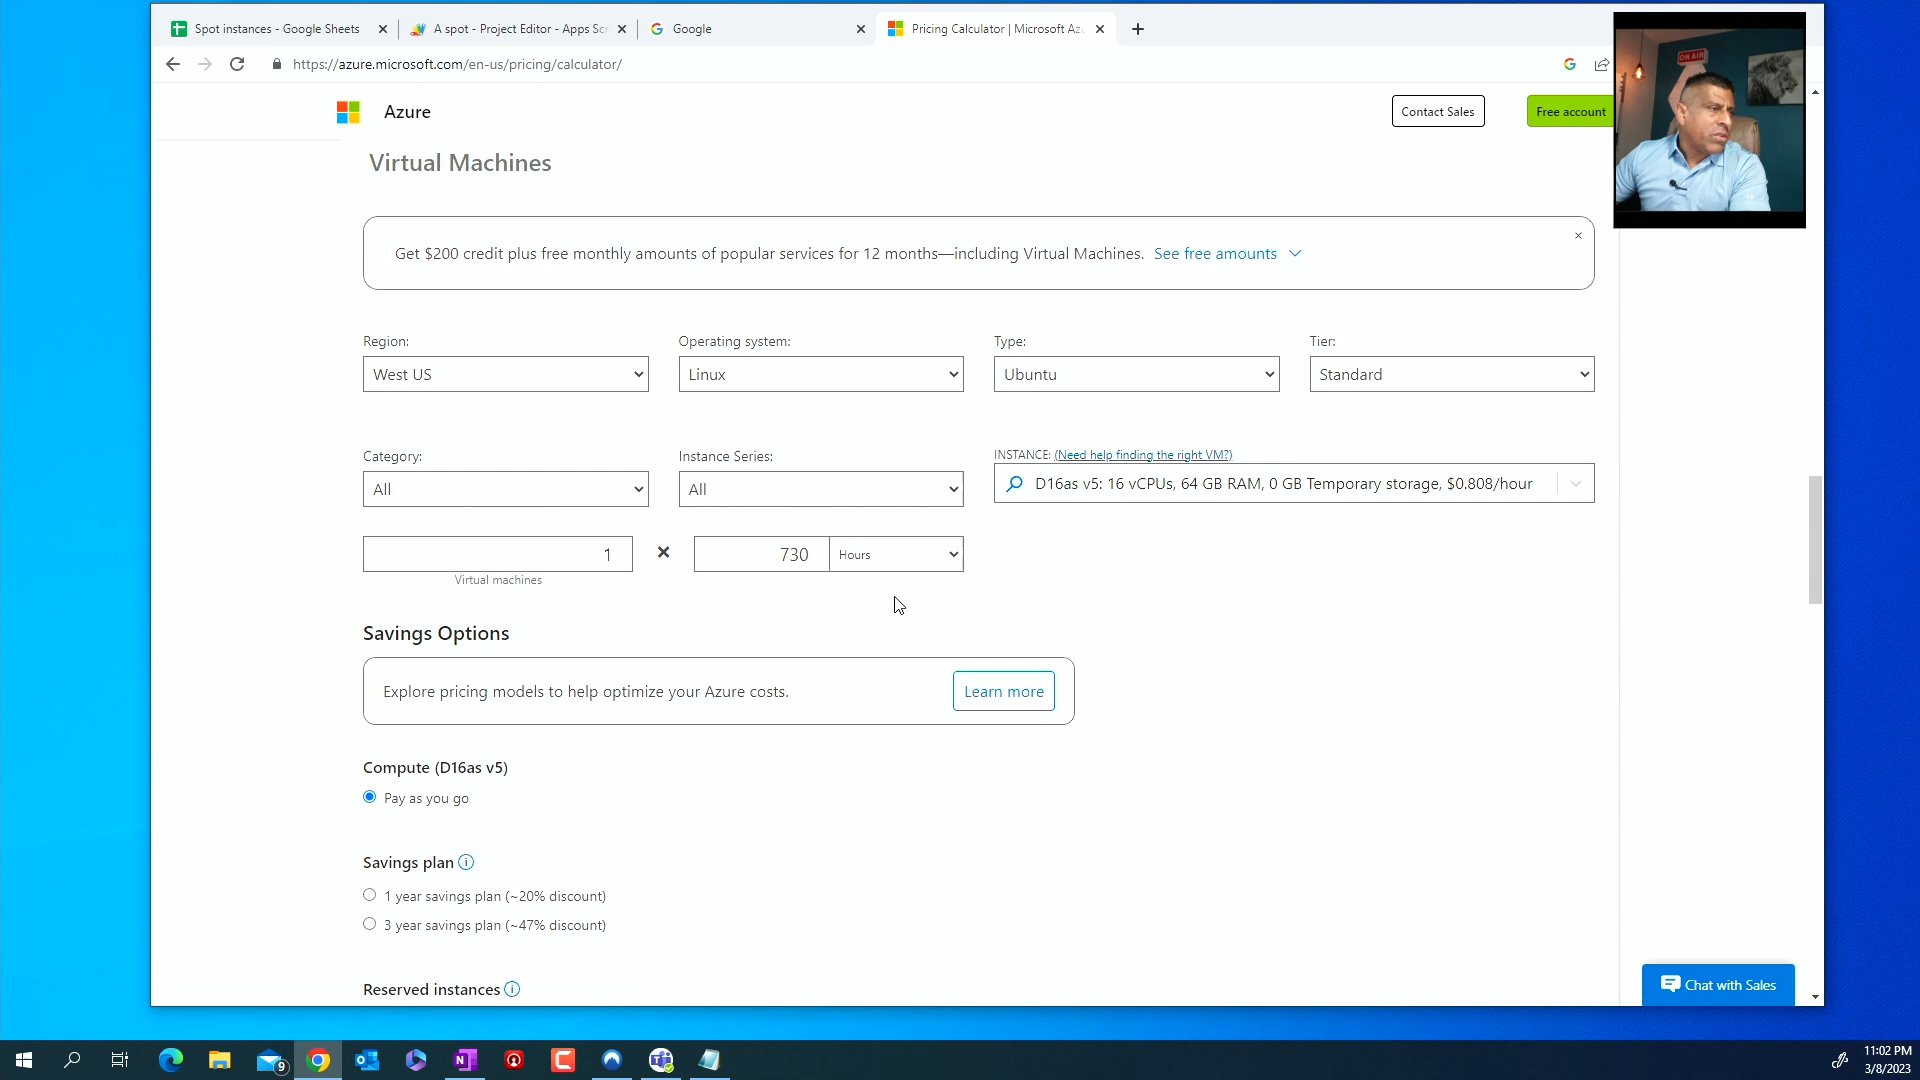 Spot instances - Google Sheets
A spot - Project Editor - Apps Scr
Google
Pricing Calculator | Microsoft Az
https://azure.microsoft.com/en-us/pricing/calculator/
ON AIR
Azure
Contact Sales
Free account
Virtual Machines
Get $200 credit plus free monthly amounts of popular services for 12 months—including Virtual Machines. See free amounts
Region:
Operating system:
Type:
Tier:
West US
Linux
Ubuntu
Standard
Category:
Instance Series:
INSTANCE: (Need help finding the right VM?)
All
All
D16as v5: 16 vCPUs, 64 GB RAM, 0 GB Temporary storage, $0.808/hour
1
730
Hours
Virtual machines
Savings Options
Explore pricing models to help optimize your Azure costs.
Learn more
Compute (D16as v5)
Pay as you go
Savings plan
1 year savings plan (~20% discount)
3 year savings plan (~47% discount)
Reserved instances
Chat with Sales
9
11:02 PM
3/8/2023